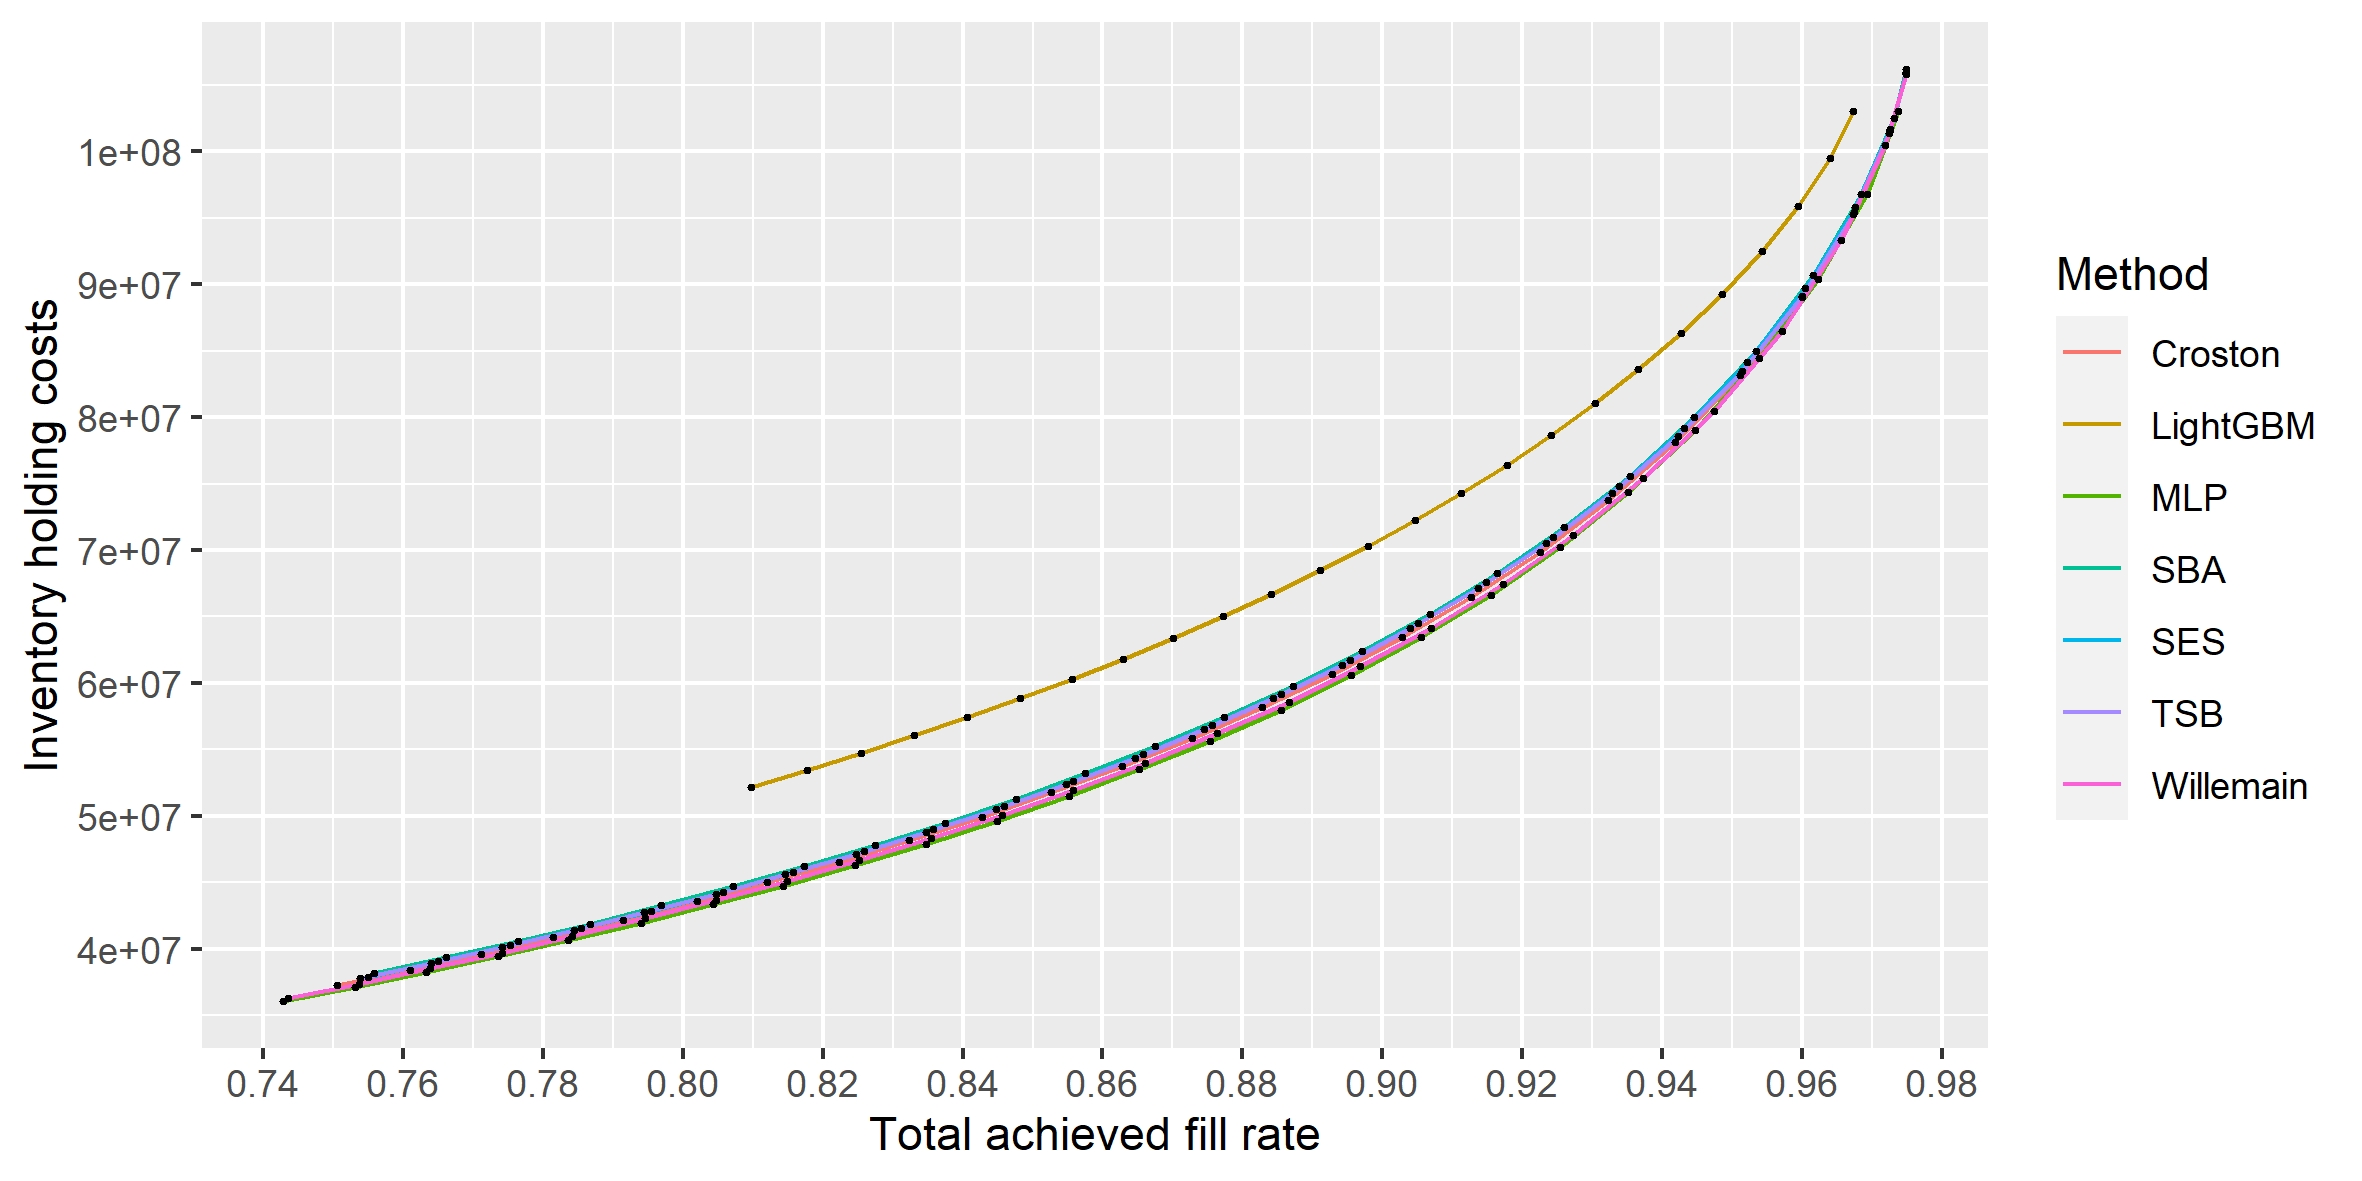 Inventory holding costs
1e+08
9e+07
8e+07
7e+07
6e+07
5e+07
4e+07
0.74 0.76 0.78 0.80 0.82 0.84 0.86 0.88 0.90 0.92 0.94 0.96 0.98
Total achieved fill rate
Method
Croston
LightGBM
MLP
SBA
SES
TSB
Willemain